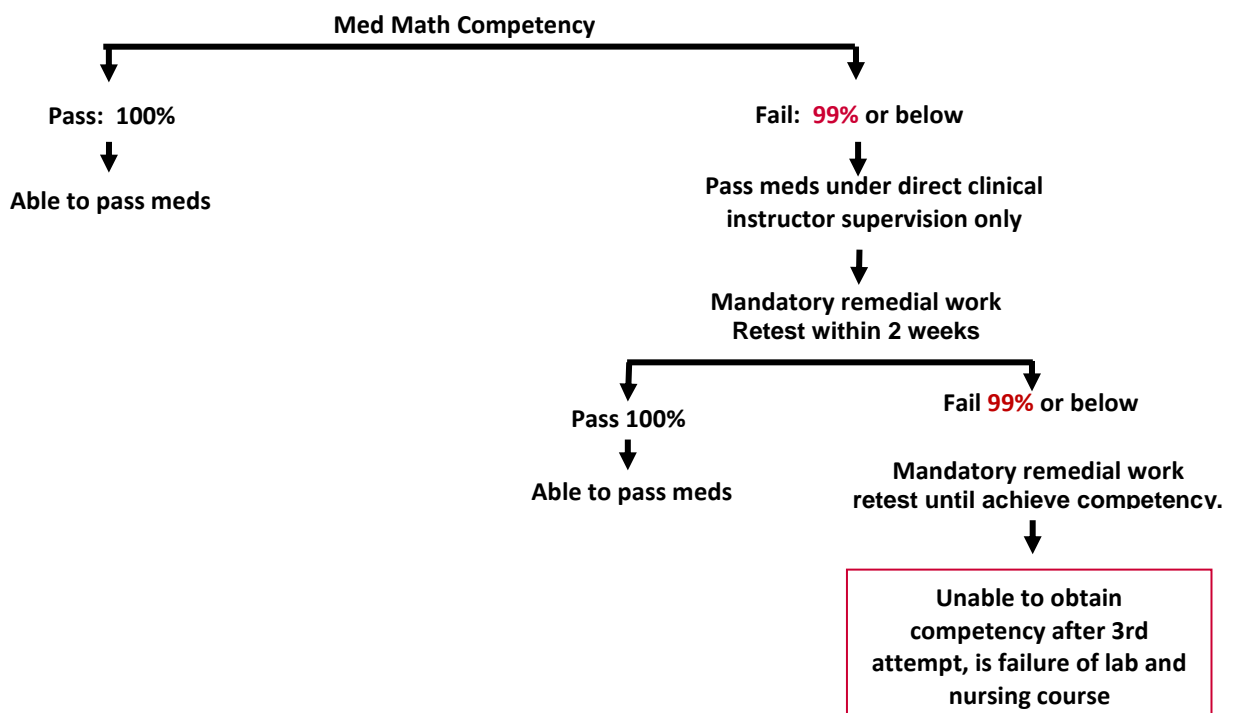 Med Math Competency
Pass: 100%
Fail: 99% or below
Able to pass meds
Pass meds under direct clinical
instructor supervision only
Mandatory remedial work
Retest within 2 weeks
Pass 100%
Fail 99% or below
Able to pass meds
Mandatory remedial work
retest until achieve competency.
Unable to obtain
competency after 3rd
attempt, is failure of lab and
nursing course